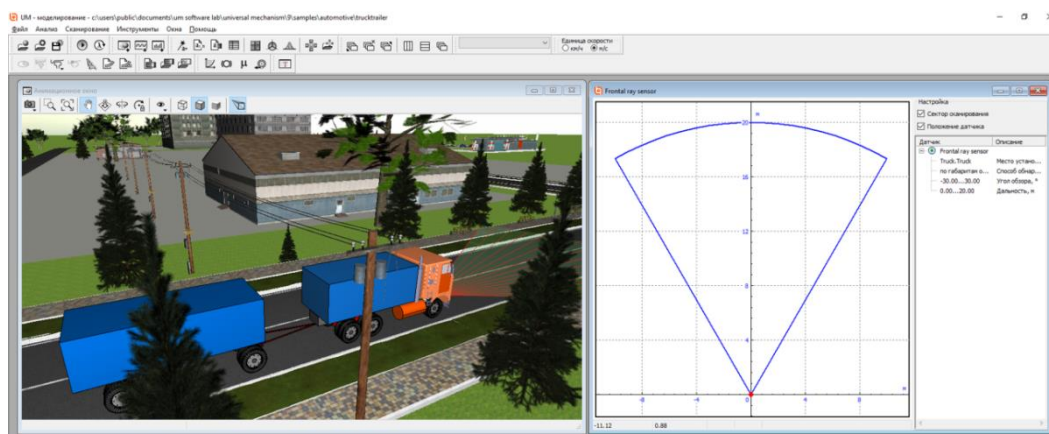 UM - моделирование - c:\users\public\documents\um software lab\universal mechanism\9\samples\automotive\trucktrailer
Файл Анализ Сканирование Инструменты Окна Помощь
Единица скорости
км/ч м/с
Анимационное окно
Frontal ray sensor
Настройка
Сектор сканирование
Положение датчика
Датчик Описание
Frontal ray sensor
Truck.Truck Место устано...
по габаритам о... Способ обнар...
-30.00...30.00 Угол обзора, °
0.00...20.00 Дальность, м
20
16
12
8
4
-8 -4 0 4 8
-11.12 0.88